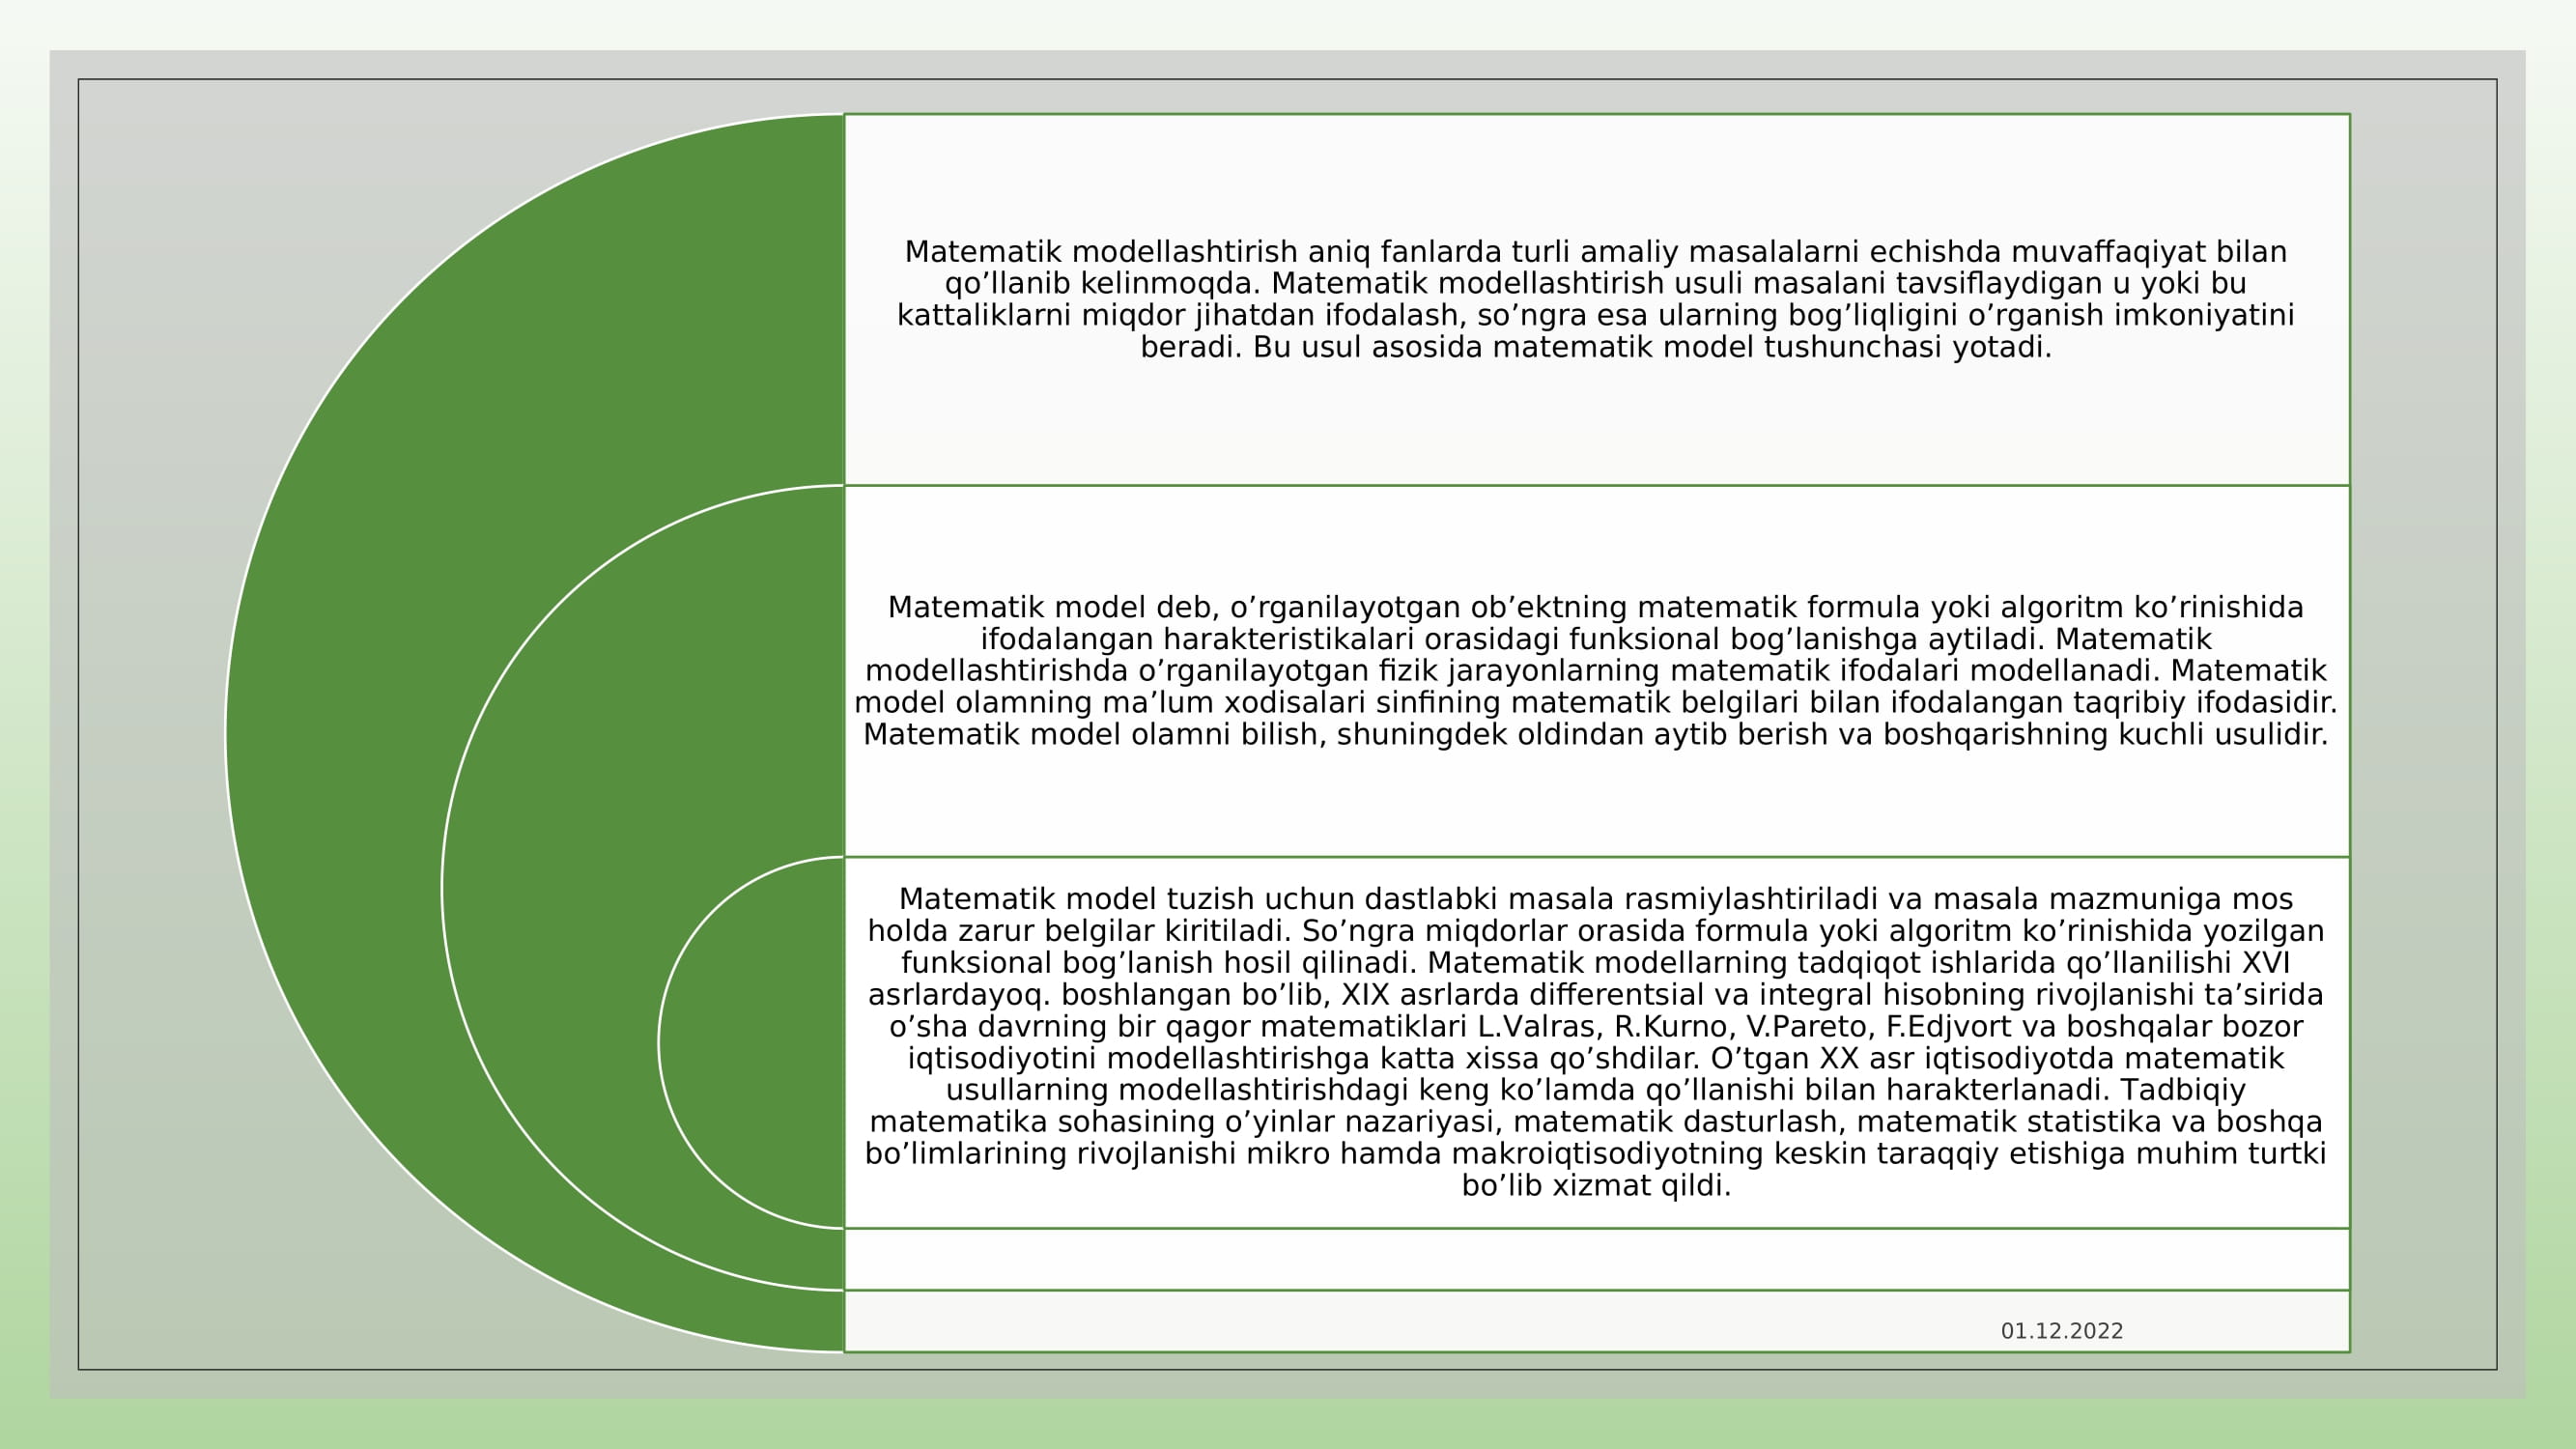 Matematik modellashtirish aniq fanlarda turli amaliy masalalarni echishda muvaffaqiyat bilan
qo’llanib kelinmoqda. Matematik modellashtirish usuli masalani tavsiflaydigan u yoki bu
kattaliklarni miqdor jihatdan ifodalash, so’ngra esa ularning bog’liqligini o’rganish imkoniyatini
beradi. Bu usul asosida matematik model tushunchasi yotadi.
Matematik model deb, o’rganilayotgan ob’ektning matematik formula yoki algoritm ko’rinishida
ifodalangan harakteristikalari orasidagi funksional bog’lanishga aytiladi. Matematik
modellashtirishda o’rganilayotgan fizik jarayonlarning matematik ifodalari modellanadi. Matematik
model olamning ma’lum xodisalari sinfining matematik belgilari bilan ifodalangan taqribiy ifodasidir.
Matematik model olamni bilish, shuningdek oldindan aytib berish va boshqarishning kuchli usulidir.
Matematik model tuzish uchun dastlabki masala rasmiylashtiriladi va masala mazmuniga mos
holda zarur belgilar kiritiladi. So’ngra miqdorlar orasida formula yoki algoritm ko’rinishida yozilgan
funksional bog’lanish hosil qilinadi. Matematik modellarning tadqiqot ishlarida qo’llanilishi XVI
asrlardayoq. boshlangan bo’lib, XIX asrlarda differentsial va integral hisobning rivojlanishi ta’sirida
o’sha davrning bir qagor matematiklari L.Valras, R.Kurno, V.Pareto, F.Edjvort va boshqalar bozor
iqtisodiyotini modellashtirishga katta xissa qo’shdilar. O’tgan XX asr iqtisodiyotda matematik
usullarning modellashtirishdagi keng ko’lamda qo’llanishi bilan harakterlanadi. Tadbiqiy
matematika sohasining o’yinlar nazariyasi, matematik dasturlash, matematik statistika va boshqa
bo’limlarining rivojlanishi mikro hamda makroiqtisodiyotning keskin taraqqiy etishiga muhim turtki
bo’lib xizmat qildi.
01.12.2022